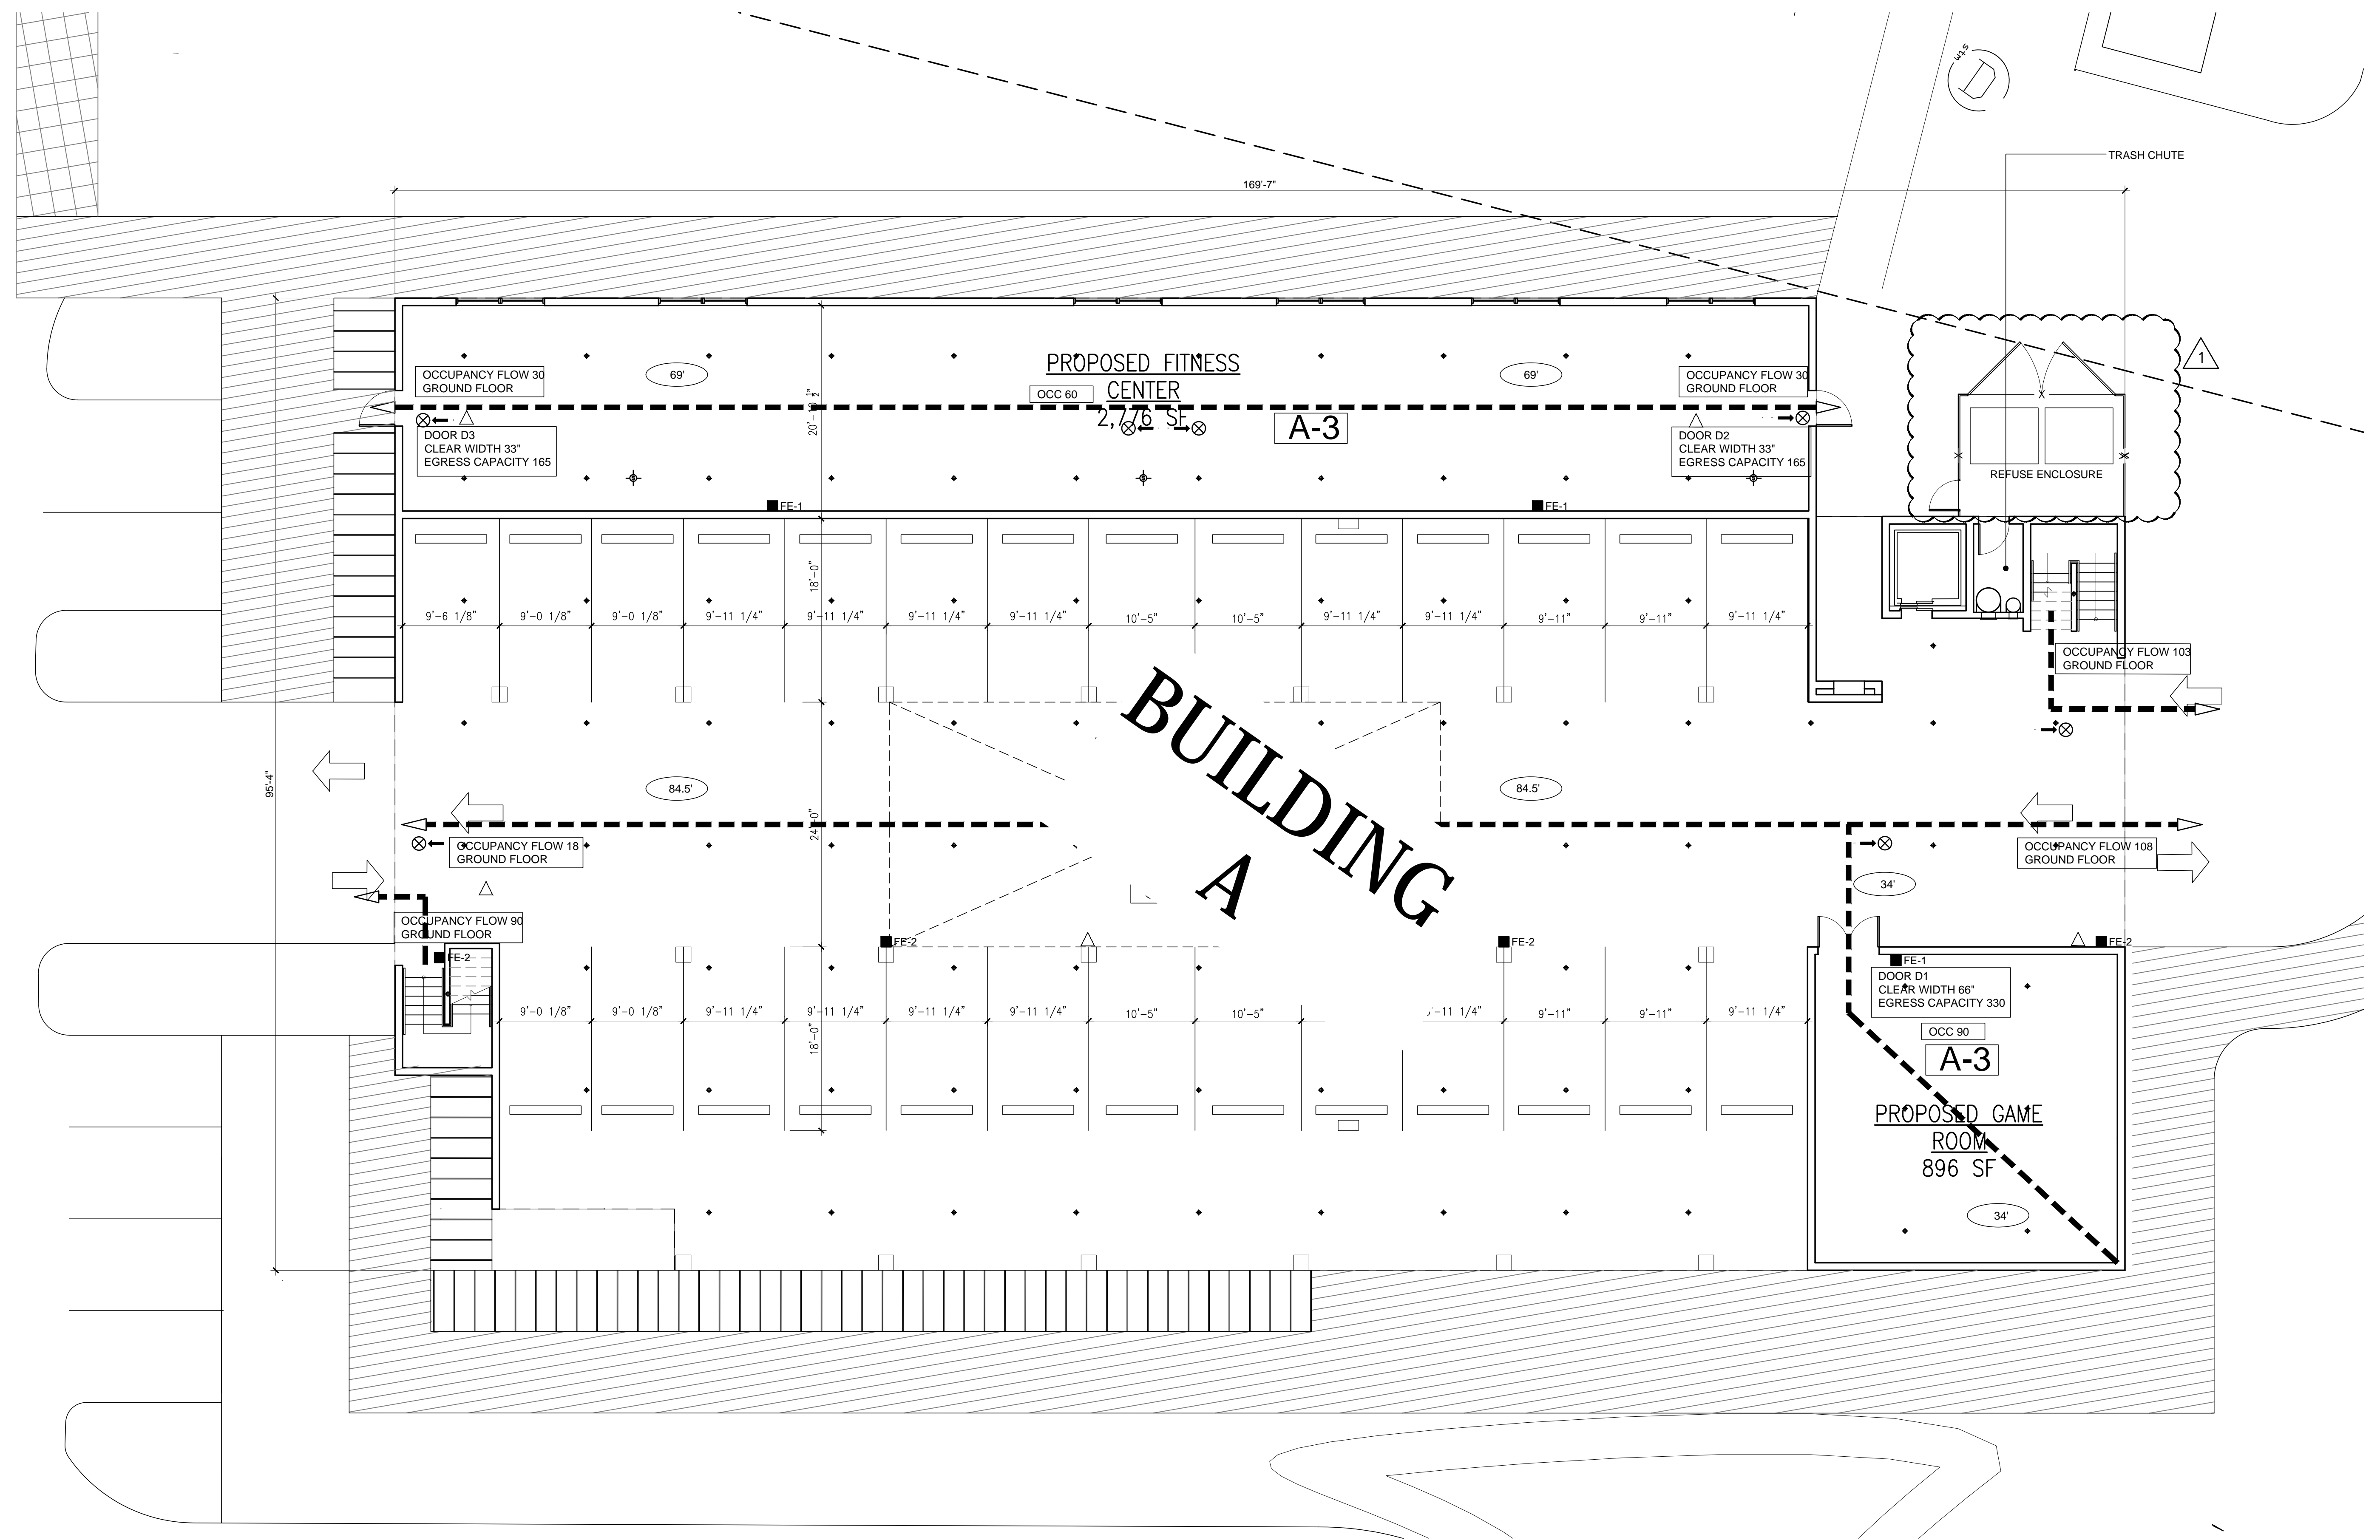 stm
TRASH CHUTE
169'-7"
1
OCCUPANCY FLOW 30
GROUND FLOOR
69'
PROPOSED FITNESS
CENTER
2,776 SF
OCC 60
A-3
69'
OCCUPANCY FLOW 30
GROUND FLOOR
DOOR D3
CLEAR WIDTH 33"
EGRESS CAPACITY 165
20'-10 1/2"
DOOR D2
CLEAR WIDTH 33"
EGRESS CAPACITY 165
REFUSE ENCLOSURE
FE-1
FE-1
18'-0"
9'-6 1/8"
9'-0 1/8"
9'-0 1/8"
9'-11 1/4"
9'-11 1/4"
9'-11 1/4"
9'-11 1/4"
10'-5"
10'-5"
9'-11 1/4"
9'-11 1/4"
9'-11"
9'-11"
9'-11 1/4"
OCCUPANCY FLOW 103
GROUND FLOOR
BUILDING
A
95'-4"
84.5'
84.5'
24'-0"
OCCUPANCY FLOW 18
GROUND FLOOR
OCCUPANCY FLOW 108
GROUND FLOOR
34'
OCCUPANCY FLOW 90
GROUND FLOOR
FE-2
FE-2
FE-2
FE-2
FE-1
DOOR D1
CLEAR WIDTH 66"
EGRESS CAPACITY 330
9'-0 1/8"
9'-0 1/8"
9'-11 1/4"
9'-11 1/4"
9'-11 1/4"
9'-11 1/4"
10'-5"
10'-5"
-11 1/4"
9'-11"
9'-11"
9'-11 1/4"
18'-0"
OCC 90
A-3
PROPOSED GAME
ROOM
896 SF
34'